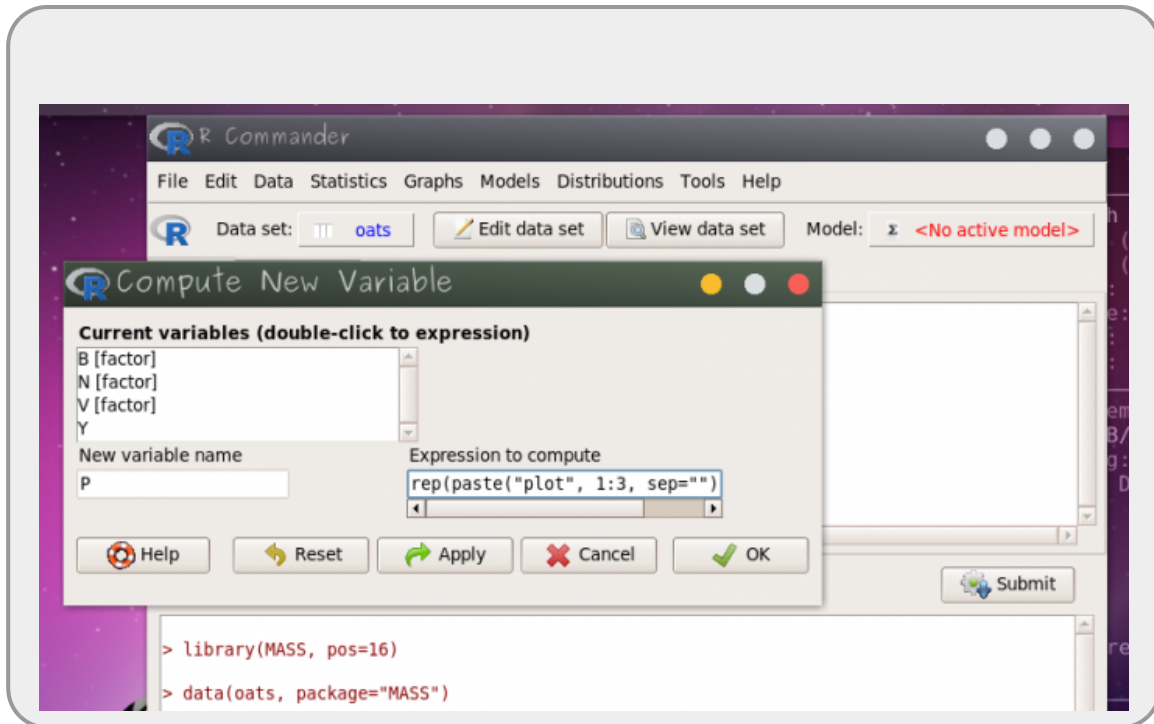 R Commander
File Edit Data Statistics Graphs Models Distributions Tools Help
Data set: oats Edit data set View data set Model: Σ <No active model>
Compute New Variable
Current variables (double-click to expression)
B [factor]
N [factor]
V [factor]
Y
New variable name Expression to compute
P rep(paste("plot", 1:3, sep="")
Help Reset Apply Cancel OK
Submit
> library(MASS, pos=16)
> data(oats, package="MASS")